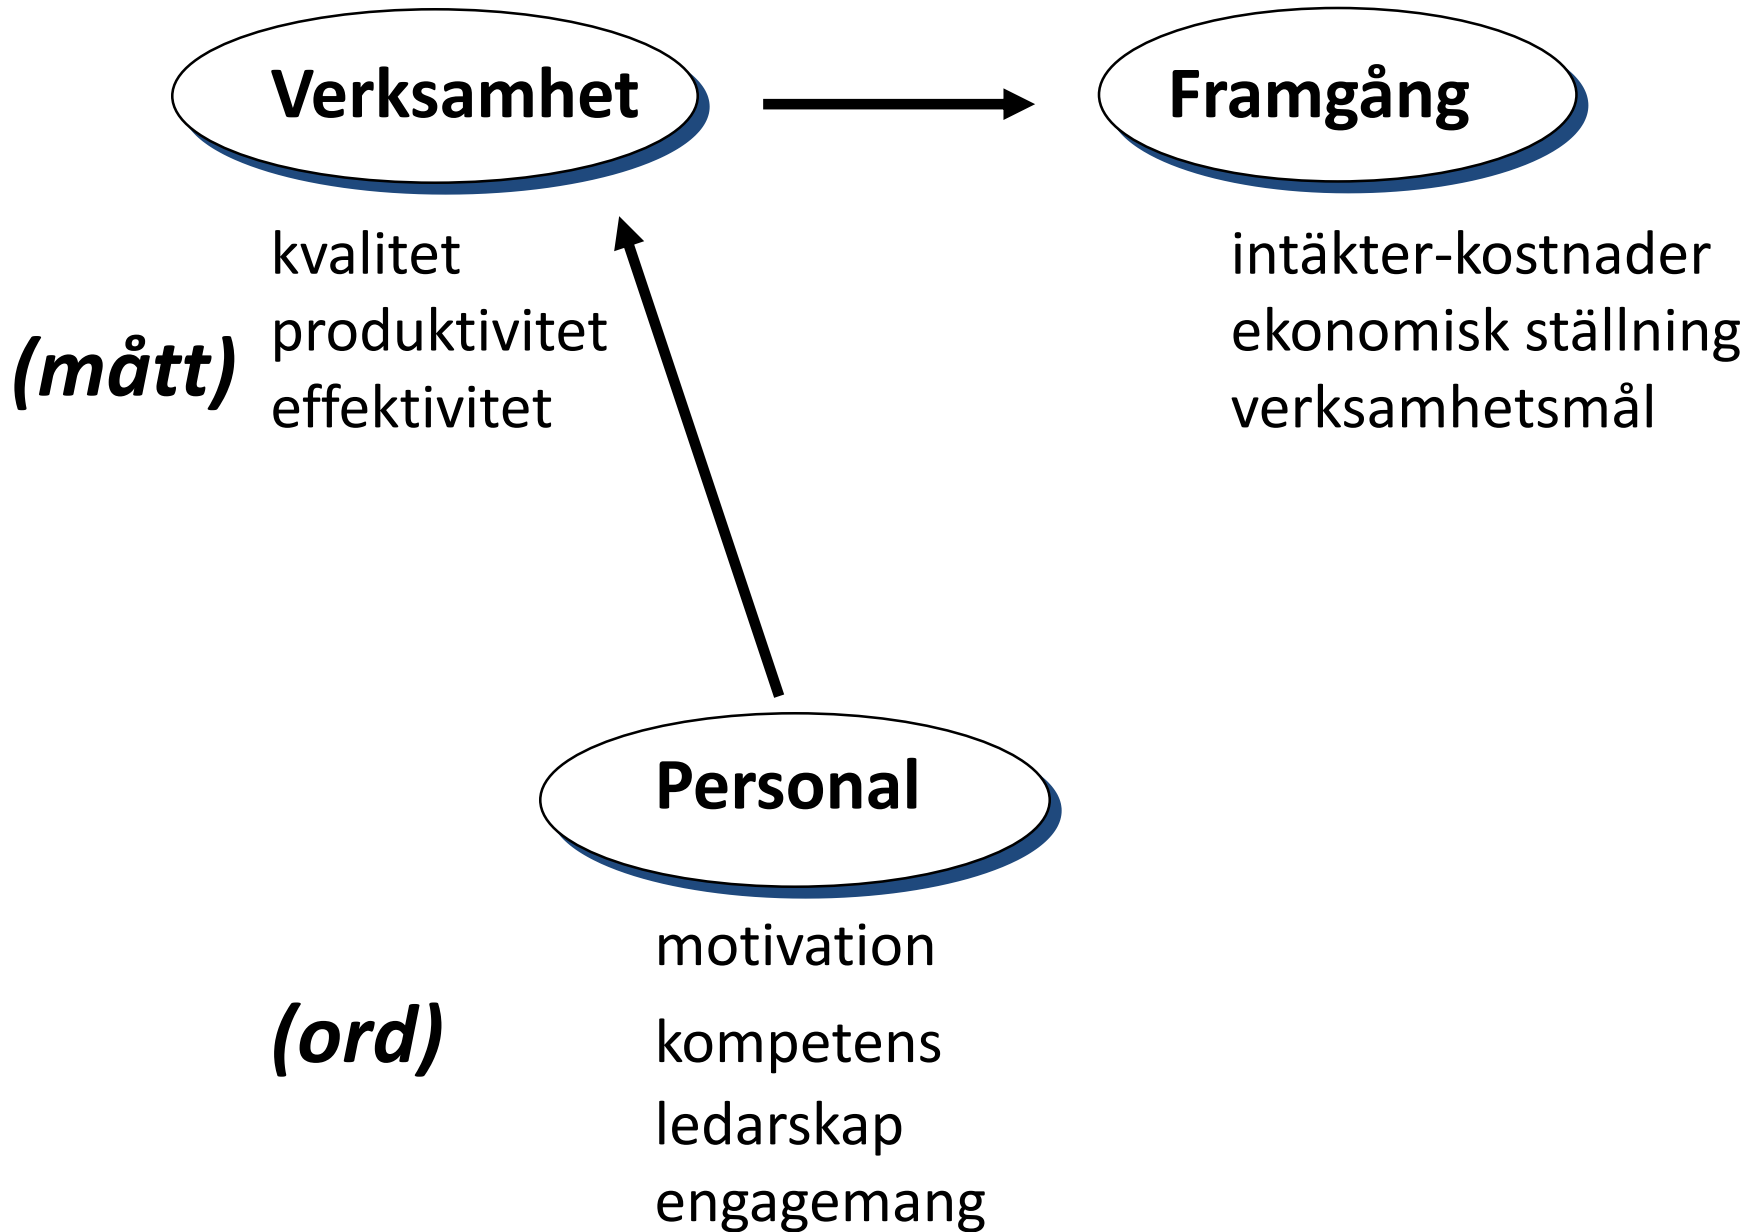 Verksamhet
Framgång
kvalitet
produktivitet
effektivitet
(mått)
intäkter-kostnader
ekonomisk ställning
verksamhetsmål
Personal
motivation
kompetens
ledarskap
engagemang
(ord)